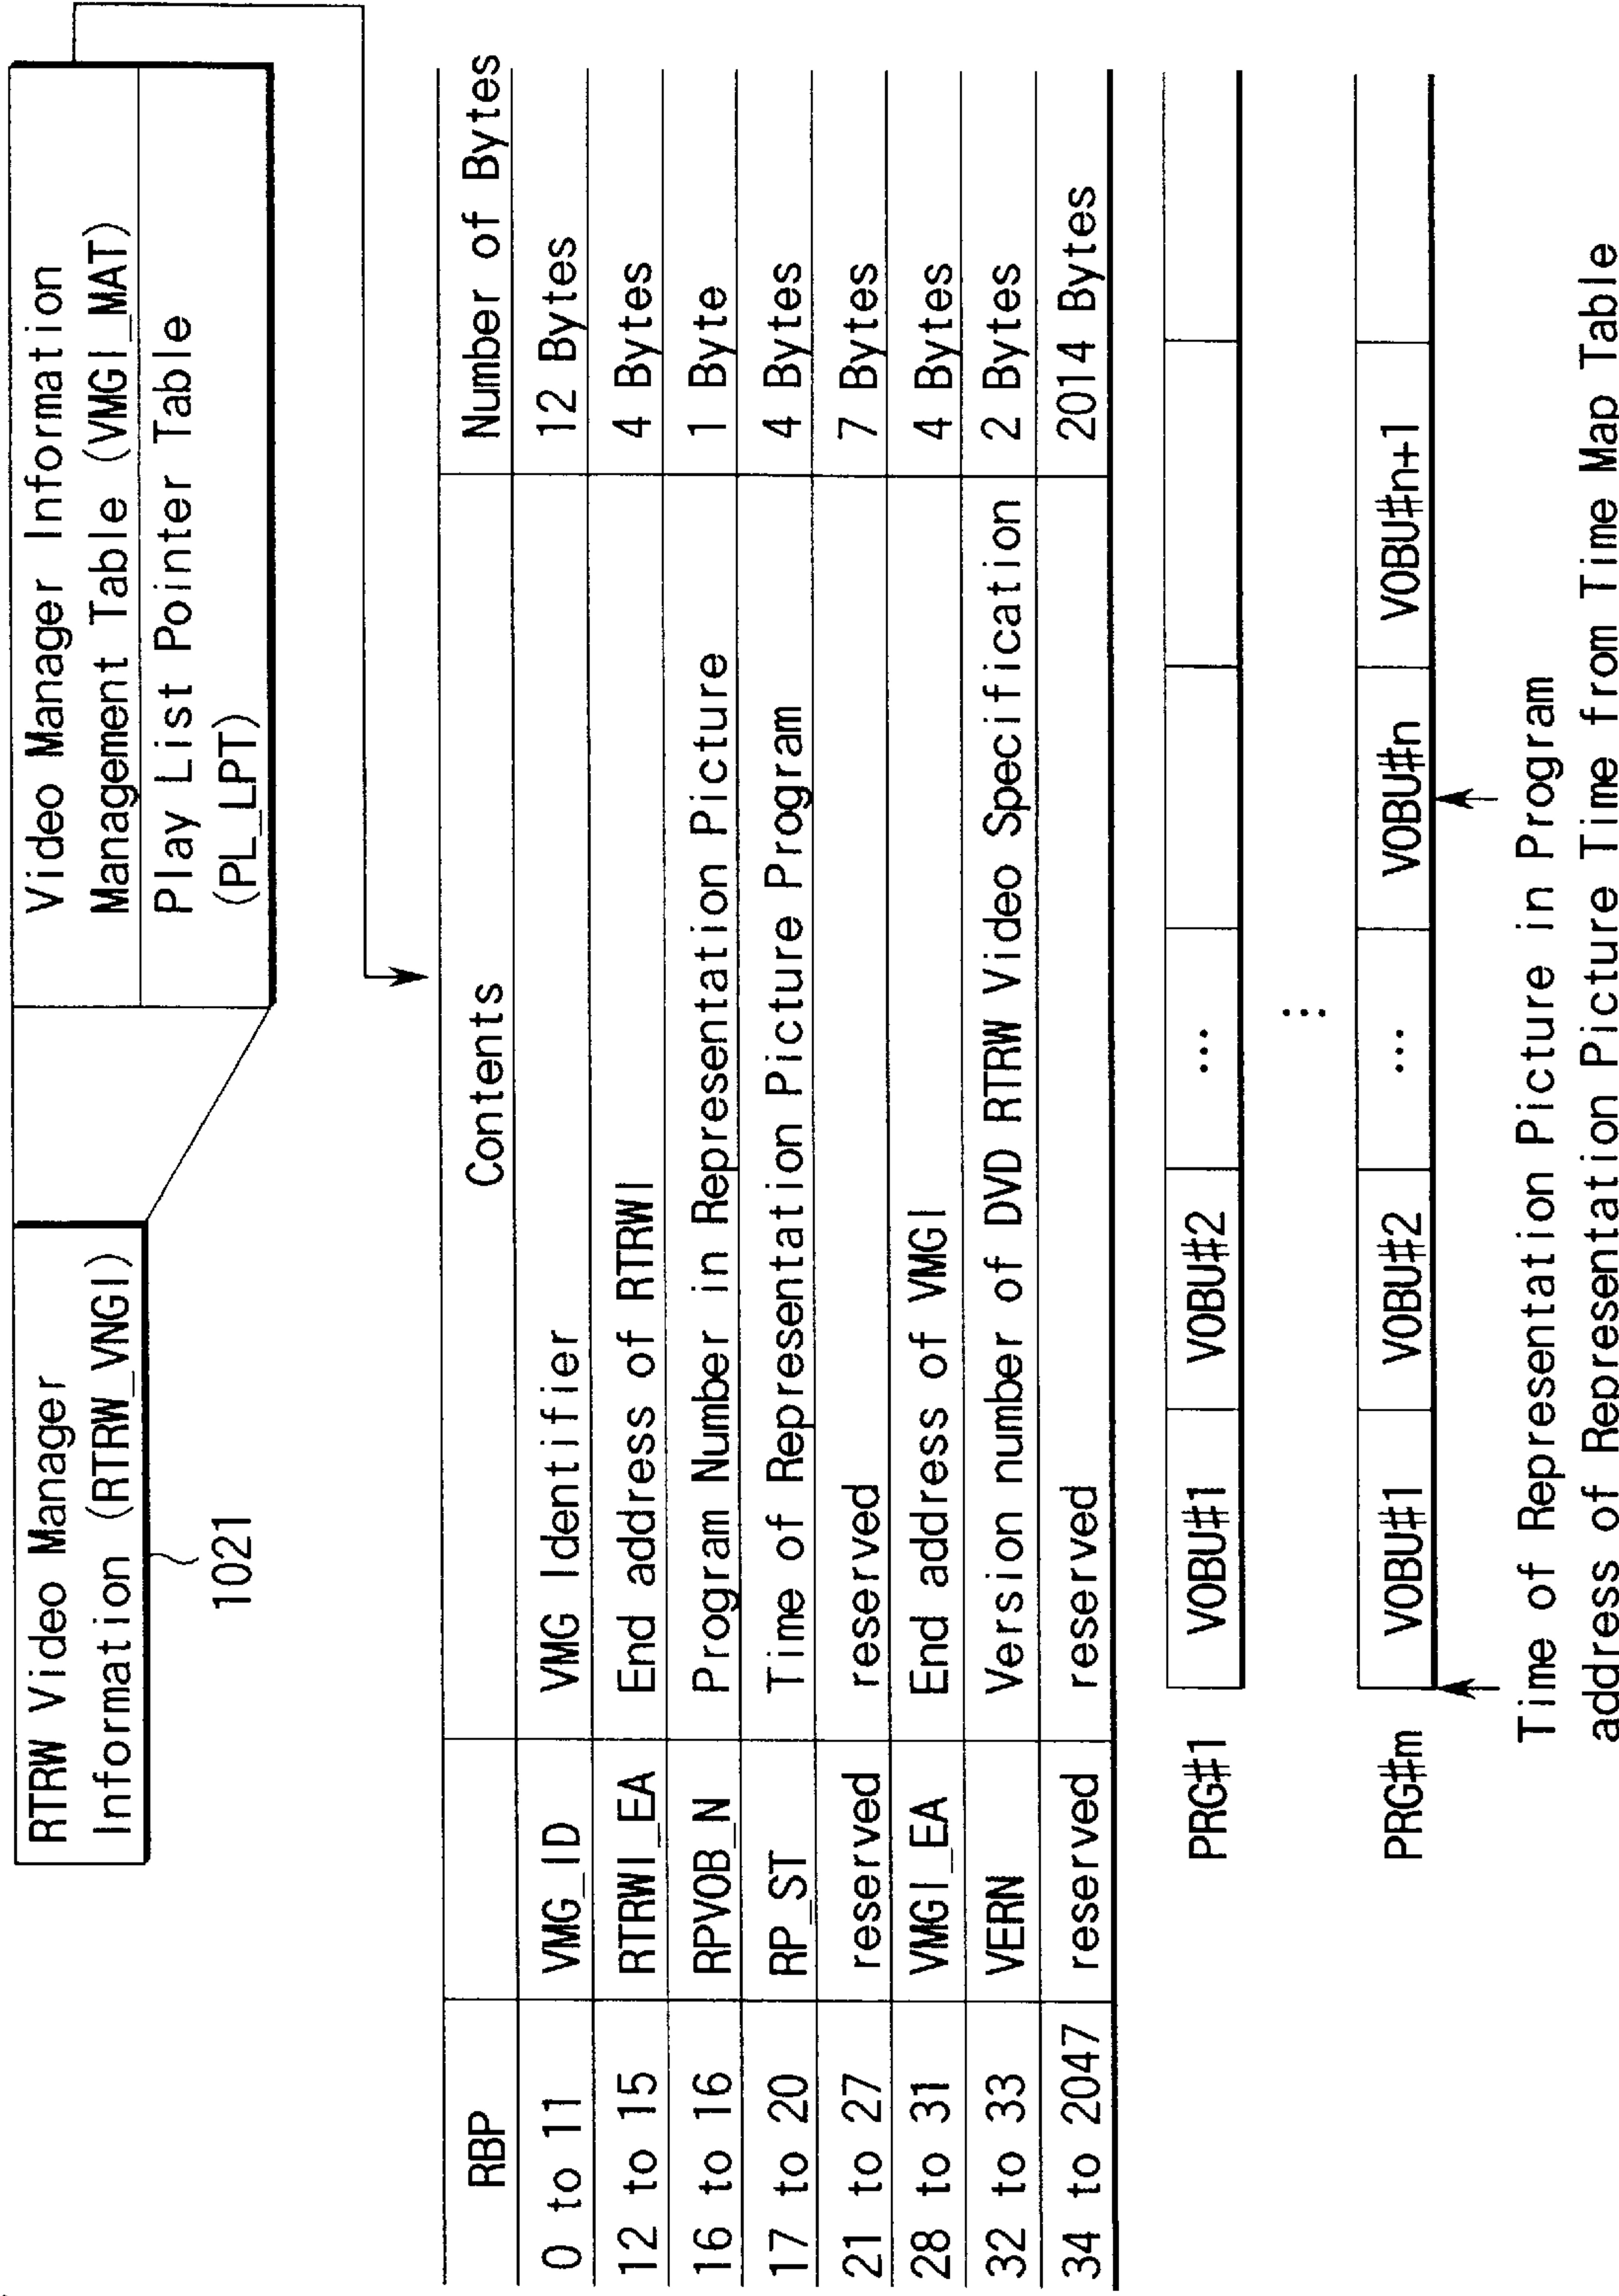 RTRW Video Manager
Information (RTRW_VNGI)
1021
Video Manager Information
Management Table (VMGI_MAT)
Play List Pointer Table
(PL_LPT)
RBP Contents Number of Bytes
0 to 11 VMG_ID VMG Identifier 12 Bytes
12 to 15 RTRWI_EA End address of RTRWI 4 Bytes
16 to 16 RPVOB_N Program Number in Representation Picture 1 Byte
17 to 20 RP_ST Time of Representation Picture Program 4 Bytes
21 to 27 reserved reserved 7 Bytes
28 to 31 VMGI_EA End address of VMGI 4 Bytes
32 to 33 VERN Version number of DVD RTRW Video Specification 2 Bytes
34 to 2047 reserved reserved 2014 Bytes
PRG#1 VOBU#1 VOBU#2 ...
⋮
PRG#m VOBU#1 VOBU#2 ... VOBU#n VOBU#n+1
Time of Representation Picture in Program
address of Representation Picture Time from Time Map Table